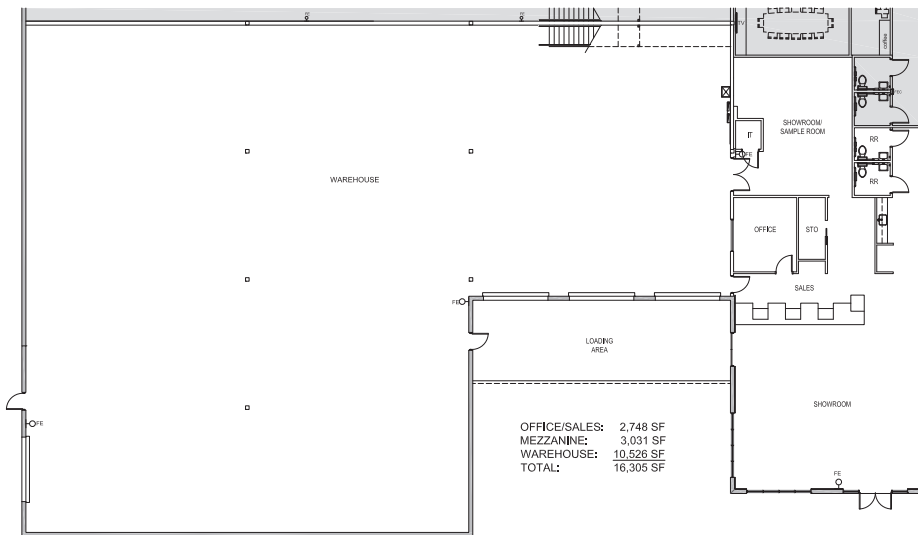 TV
coffee
FEC
SHOWROOM/
SAMPLE ROOM
IT
FE
RR
RR
WAREHOUSE
OFFICE
STO
SALES
FE
LOADING
AREA
SHOWROOM
FE
OFFICE/SALES: 2,748 SF
MEZZANINE: 3,031 SF
WAREHOUSE: 10,526 SF
TOTAL: 16,305 SF
FE